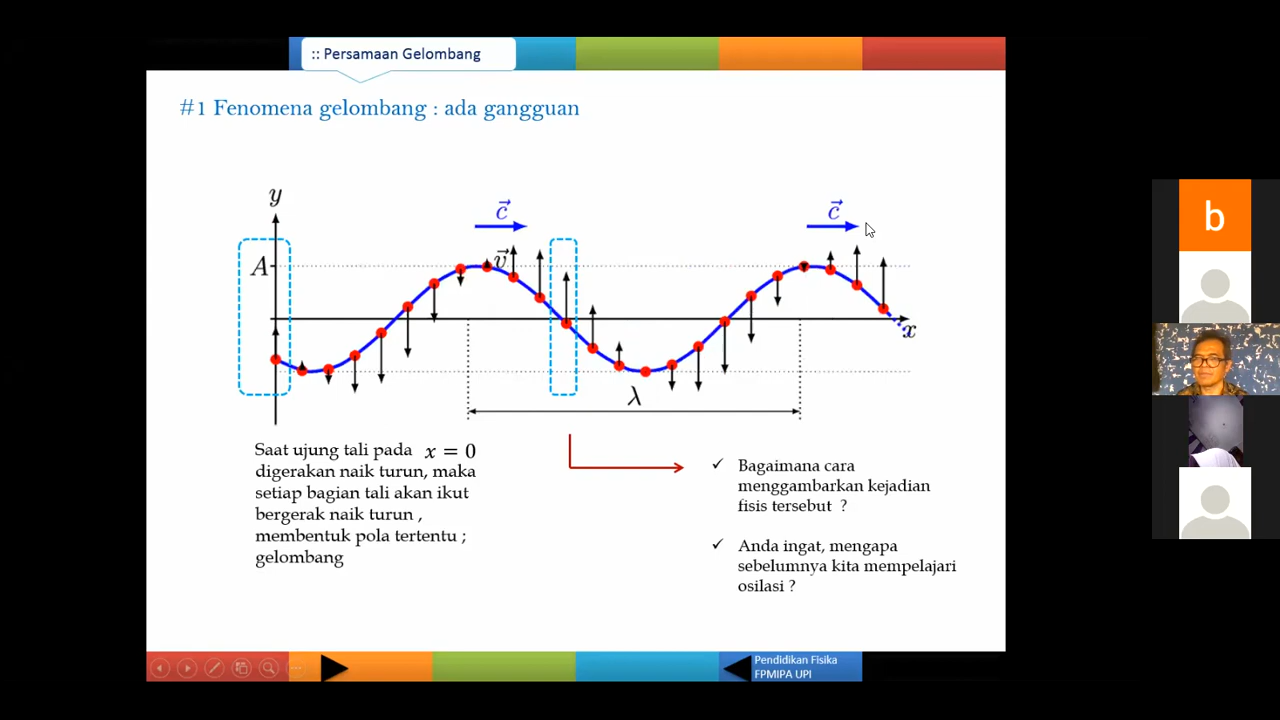 :: Persamaan Gelombang
#1 Fenomena gelombang : ada gangguan
y
c⃗
c⃗
A
v⃗
x
λ
Saat ujung tali pada x = 0
digerakan naik turun, maka
setiap bagian tali akan ikut
bergerak naik turun ,
membentuk pola tertentu ;
gelombang
✓ Bagaimana cara
menggambarkan kejadian
fisis tersebut ?
✓ Anda ingat, mengapa
sebelumnya kita mempelajari
osilasi ?
Pendidikan Fisika
FPMIPA UPI
b